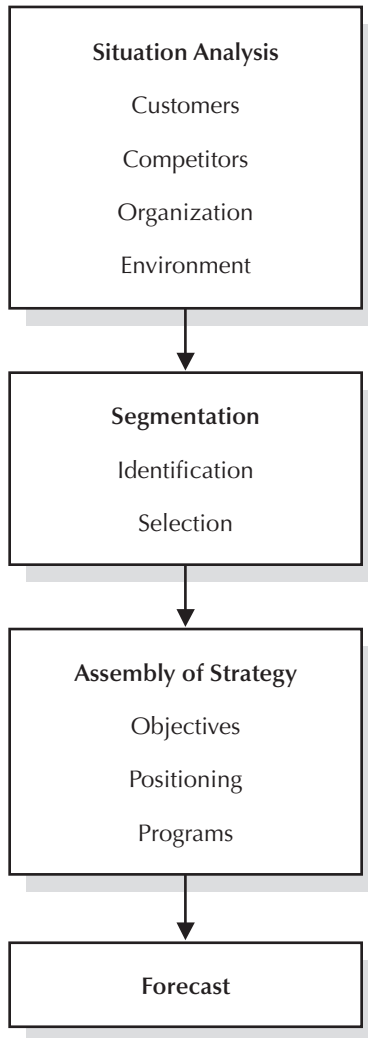 Situation Analysis
Customers
Competitors
Organization
Environment
Segmentation
Identification
Selection
Assembly of Strategy
Objectives
Positioning
Programs
Forecast